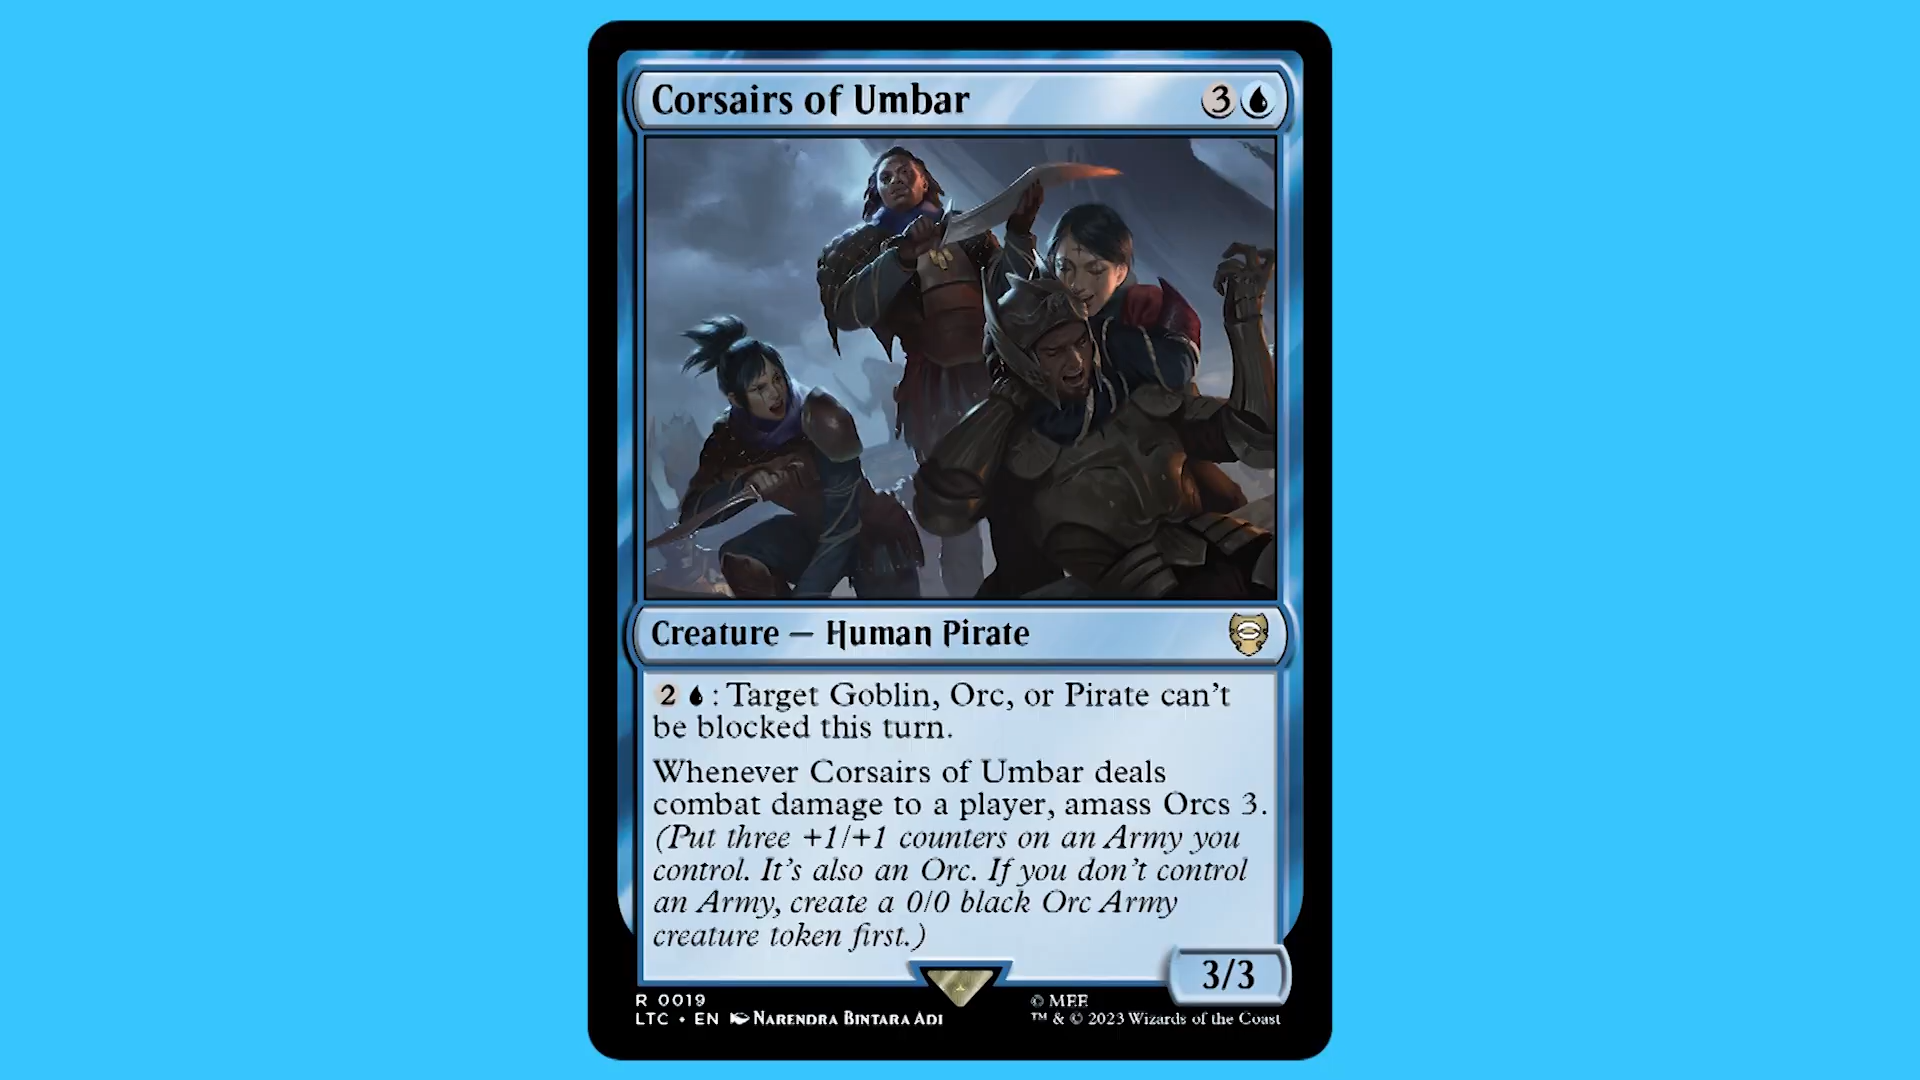 Corsairs of Umbar 3
Creature — Human Pirate
2 : Target Goblin, Orc, or Pirate can't
be blocked this turn.
Whenever Corsairs of Umbar deals
combat damage to a player, amass Orcs 3.
(Put three +1/+1 counters on an Army you
control. It's also an Orc. If you don't control
an Army, create a 0/0 black Orc Army
creature token first.)
3/3
R 0019
LTC • EN Narendra Bintara Adi
© MEE
™ & © 2023 Wizards of the Coast